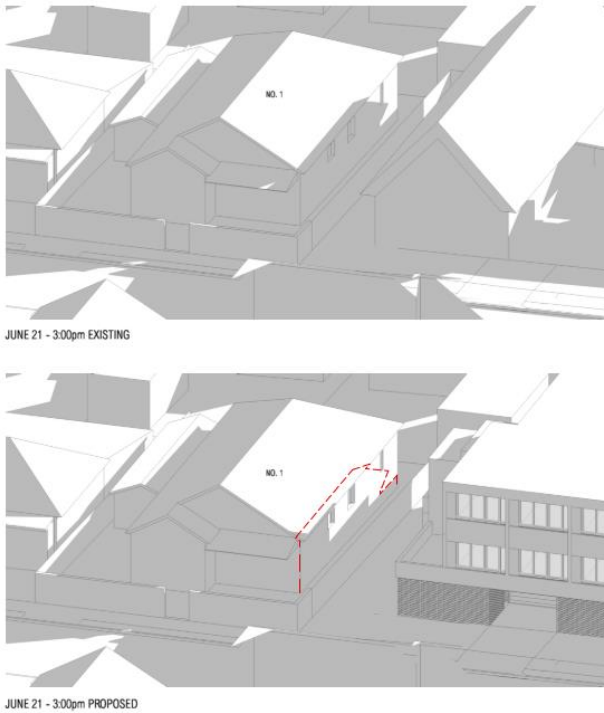 NO. 1
JUNE 21 - 3:00pm EXISTING
NO. 1
JUNE 21 - 3:00pm PROPOSED